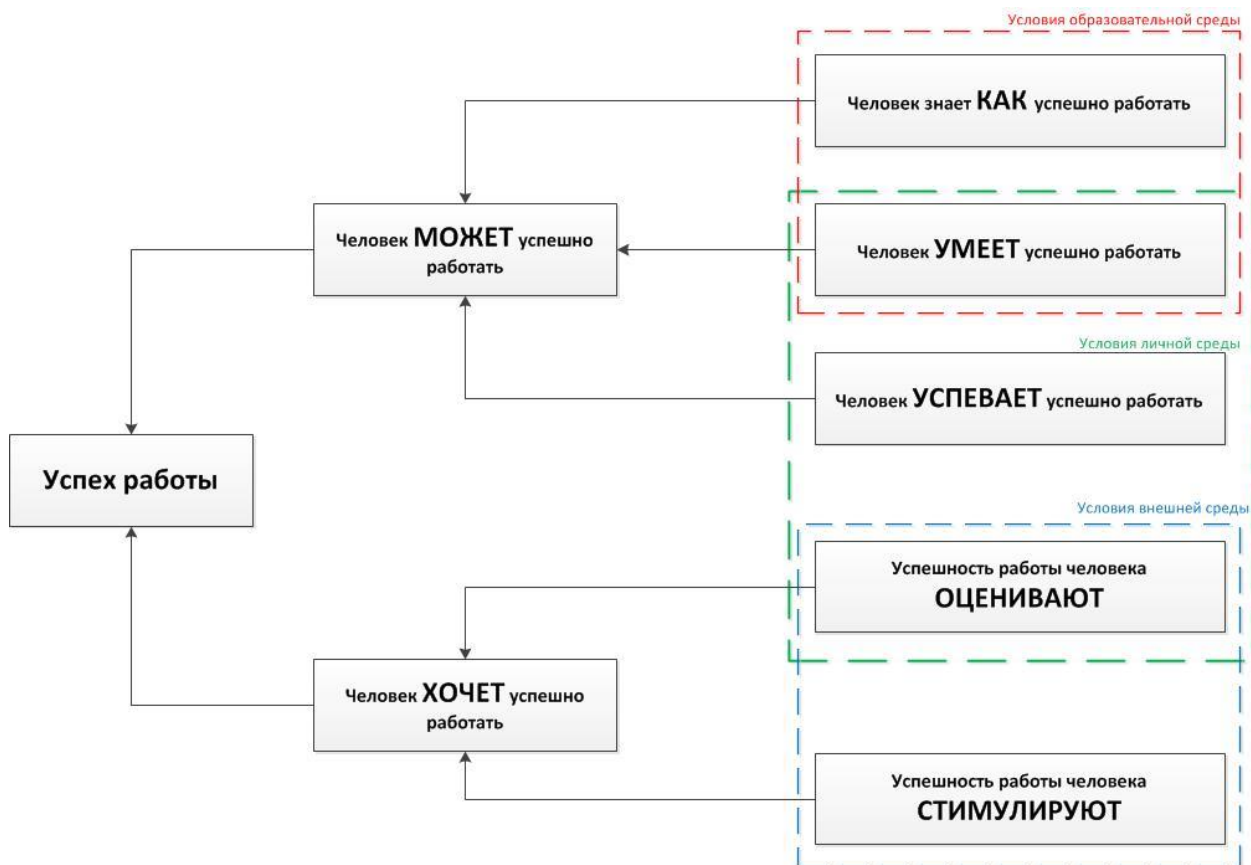 Условия образовательной среды
Человек знает КАК успешно работать
Человек МОЖЕТ успешно
работать
Человек УМЕЕТ успешно работать
Условия личной среды
Человек УСПЕВАЕТ успешно работать
Успех работы
Условия внешней среды
Успешность работы человека
ОЦЕНИВАЮТ
Человек ХОЧЕТ успешно
работать
Успешность работы человека
СТИМУЛИРУЮТ